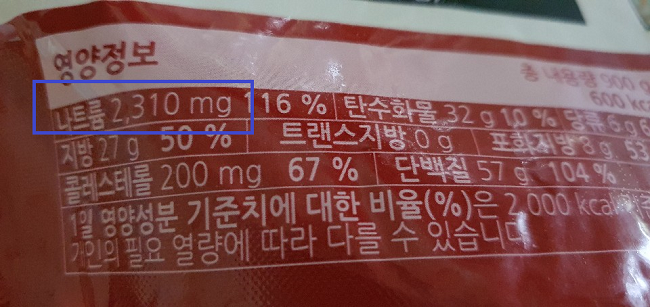 영양정보
총 내용량 900 g
600 kc
나트륨 2,310 mg 116 % 탄수화물 32 g 10 % 당류 6 g 6
지방 27 g 50 % 트랜스지방 0 g 포화지방 8 g 53
콜레스테롤 200 mg 67 % 단백질 57 g 104 %
1일 영양성분 기준치에 대한 비율(%)은 2,000 kcal
개인의 필요 열량에 따라 다를 수 있습니다.